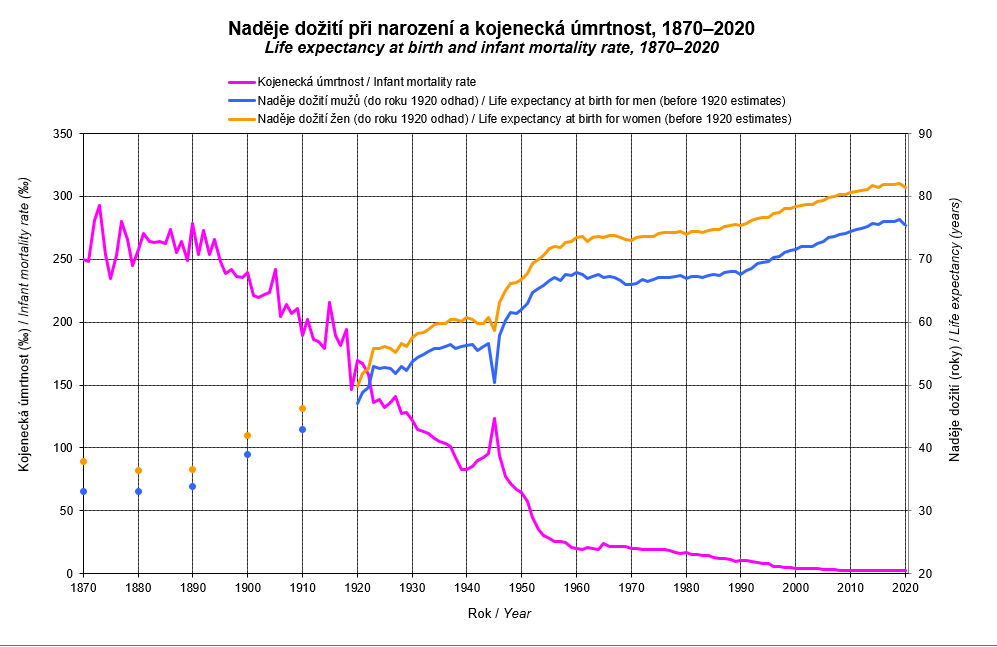 Naděje dožití při narození a kojenecká úmrtnost, 1870–2020
Life expectancy at birth and infant mortality rate, 1870–2020
Kojenecká úmrtnost / Infant mortality rate
Naděje dožití mužů (do roku 1920 odhad) / Life expectancy at birth for men (before 1920 estimates)
Naděje dožití žen (do roku 1920 odhad) / Life expectancy at birth for women (before 1920 estimates)
Kojenecká úmrtnost (‰) / Infant mortality rate (‰)
350
300
250
200
150
100
50
0
90
80
70
60
50
40
30
20
Naděje dožití (roky) / Life expectancy (years)
1870 1880 1890 1900 1910 1920 1930 1940 1950 1960 1970 1980 1990 2000 2010 2020
Rok / Year